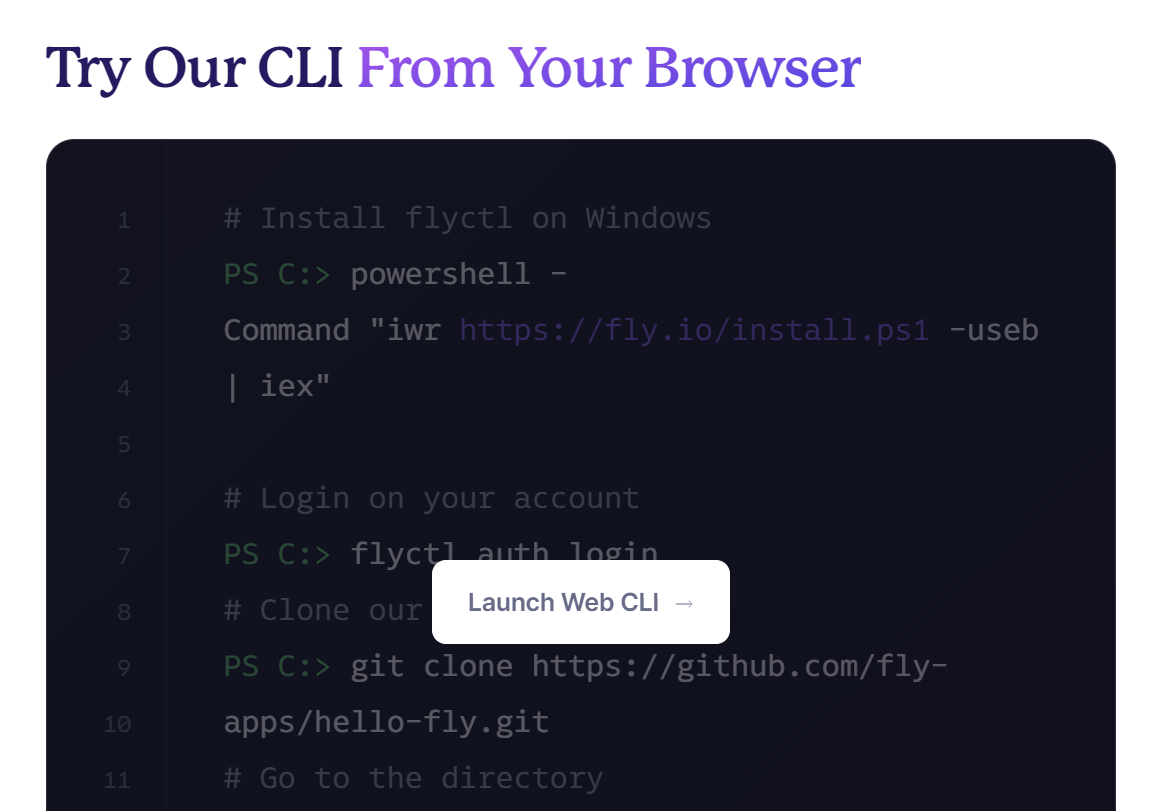 Try Our CLI From Your Browser
1 # Install flyctl on Windows
2 PS C:> powershell -
3 Command "iwr https://fly.io/install.ps1 -useb
4 | iex"
5
6 # Login on your account
7 PS C:> flyctl auth login
8 # Clone our
Launch Web CLI →
9 PS C:> git clone https://github.com/fly-
10 apps/hello-fly.git
11 # Go to the directory